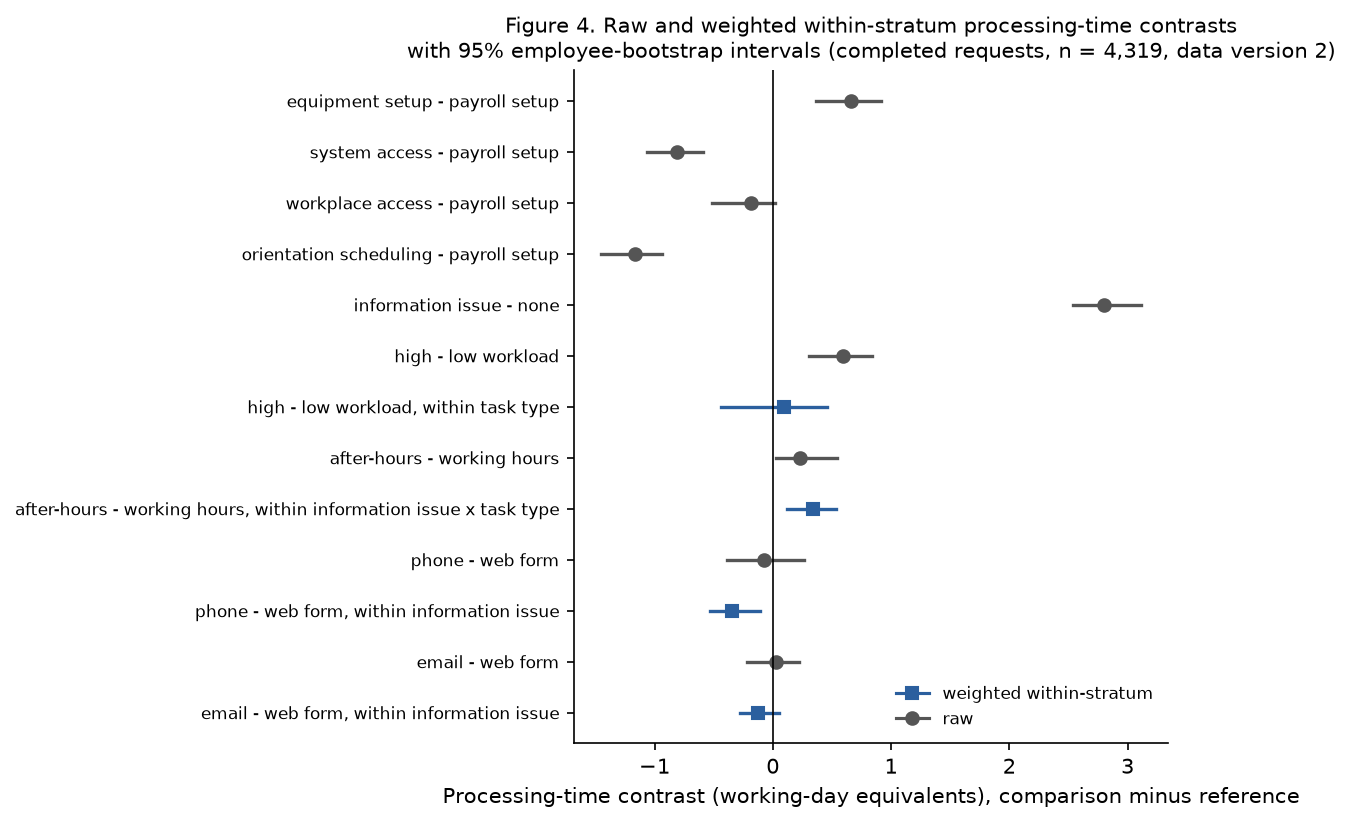 Figure 4. Raw and weighted within-stratum processing-time contrasts
with 95% employee-bootstrap intervals (completed requests, n = 4,319, data version 2)
equipment setup - payroll setup
system access - payroll setup
workplace access - payroll setup
orientation scheduling - payroll setup
information issue - none
high - low workload
high - low workload, within task type
after-hours - working hours
after-hours - working hours, within information issue x task type
phone - web form
phone - web form, within information issue
email - web form
email - web form, within information issue
weighted within-stratum
raw
−1 0 1 2 3
Processing-time contrast (working-day equivalents), comparison minus reference